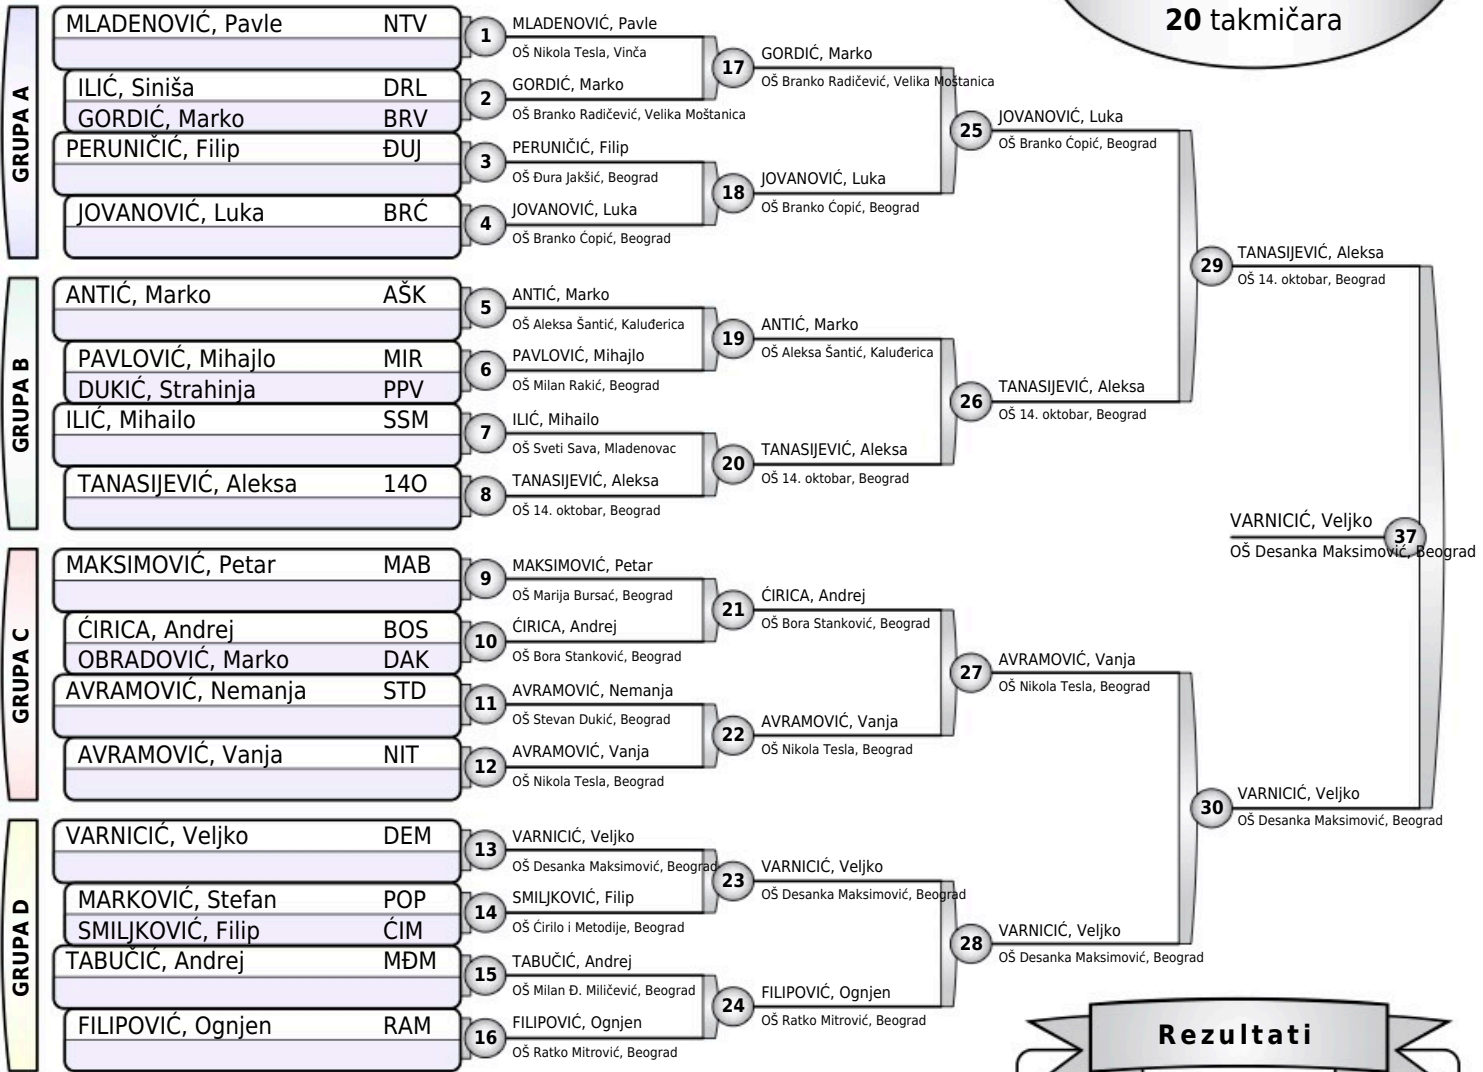 20 takmičara
GRUPA A
MLADENOVIĆ, Pavle NTV
ILIĆ, Siniša DRL
GORDIĆ, Marko BRV
PERUNIČIĆ, Filip ĐUJ
JOVANOVIĆ, Luka BRĆ
1 MLADENOVIĆ, Pavle
OŠ Nikola Tesla, Vinča
2 GORDIĆ, Marko
OŠ Branko Radičević, Velika Moštanica
3 PERUNIČIĆ, Filip
OŠ Đura Jakšić, Beograd
4 JOVANOVIĆ, Luka
OŠ Branko Ćopić, Beograd
17 GORDIĆ, Marko
OŠ Branko Radičević, Velika Moštanica
18 JOVANOVIĆ, Luka
OŠ Branko Ćopić, Beograd
25 JOVANOVIĆ, Luka
OŠ Branko Ćopić, Beograd
GRUPA B
ANTIĆ, Marko AŠK
PAVLOVIĆ, Mihajlo MIR
DUKIĆ, Strahinja PPV
ILIĆ, Mihailo SSM
TANASIJEVIĆ, Aleksa 14O
5 ANTIĆ, Marko
OŠ Aleksa Šantić, Kaluđerica
6 PAVLOVIĆ, Mihajlo
OŠ Milan Rakić, Beograd
7 ILIĆ, Mihailo
OŠ Sveti Sava, Mladenovac
8 TANASIJEVIĆ, Aleksa
OŠ 14. oktobar, Beograd
19 ANTIĆ, Marko
OŠ Aleksa Šantić, Kaluđerica
20 TANASIJEVIĆ, Aleksa
OŠ 14. oktobar, Beograd
26 TANASIJEVIĆ, Aleksa
OŠ 14. oktobar, Beograd
29 TANASIJEVIĆ, Aleksa
OŠ 14. oktobar, Beograd
GRUPA C
MAKSIMOVIĆ, Petar MAB
ĆIRICA, Andrej BOS
OBRADOVIĆ, Marko DAK
AVRAMOVIĆ, Nemanja STD
AVRAMOVIĆ, Vanja NIT
9 MAKSIMOVIĆ, Petar
OŠ Marija Bursać, Beograd
10 ĆIRICA, Andrej
OŠ Bora Stanković, Beograd
11 AVRAMOVIĆ, Nemanja
OŠ Stevan Dukić, Beograd
12 AVRAMOVIĆ, Vanja
OŠ Nikola Tesla, Beograd
21 ĆIRICA, Andrej
OŠ Bora Stanković, Beograd
22 AVRAMOVIĆ, Vanja
OŠ Nikola Tesla, Beograd
27 AVRAMOVIĆ, Vanja
OŠ Nikola Tesla, Beograd
GRUPA D
VARNICIĆ, Veljko DEM
MARKOVIĆ, Stefan POP
SMILJKOVIĆ, Filip ĆIM
TABUČIĆ, Andrej MĐM
FILIPOVIĆ, Ognjen RAM
13 VARNICIĆ, Veljko
OŠ Desanka Maksimović, Beograd
14 SMILJKOVIĆ, Filip
OŠ Ćirilo i Metodije, Beograd
15 TABUČIĆ, Andrej
OŠ Milan Đ. Miličević, Beograd
16 FILIPOVIĆ, Ognjen
OŠ Ratko Mitrović, Beograd
23 VARNICIĆ, Veljko
OŠ Desanka Maksimović, Beograd
24 FILIPOVIĆ, Ognjen
OŠ Ratko Mitrović, Beograd
28 VARNICIĆ, Veljko
OŠ Desanka Maksimović, Beograd
30 VARNICIĆ, Veljko
OŠ Desanka Maksimović, Beograd
VARNICIĆ, Veljko 37
OŠ Desanka Maksimović, Beograd
Rezultati